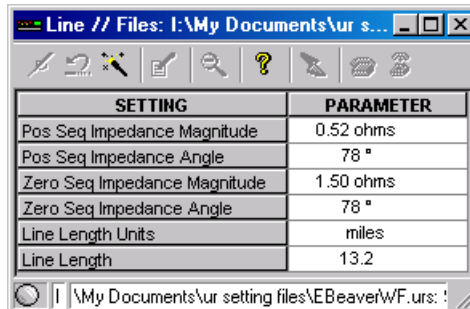 Line // Files: I:\My Documents\ur s...
SETTING PARAMETER
Pos Seq Impedance Magnitude 0.52 ohms
Pos Seq Impedance Angle 78 °
Zero Seq Impedance Magnitude 1.50 ohms
Zero Seq Impedance Angle 78 °
Line Length Units miles
Line Length 13.2
\My Documents\ur setting files\EBeaver\WF.urs: